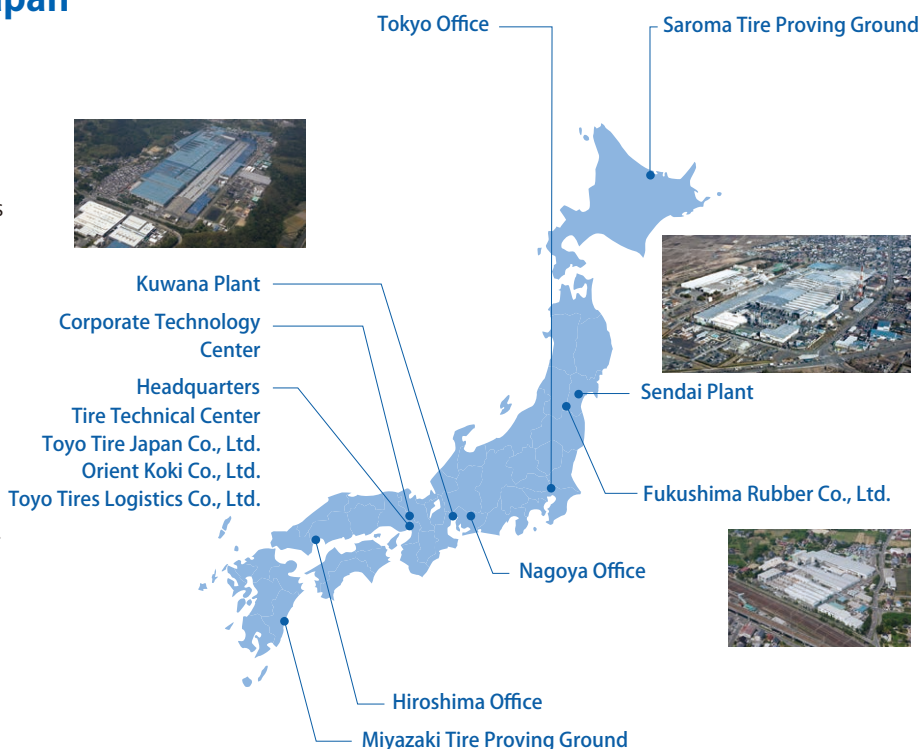 Tokyo Office
Saroma Tire Proving Ground
Kuwana Plant
Corporate Technology
Center
Headquarters
Tire Technical Center
Toyo Tire Japan Co., Ltd.
Orient Koki Co., Ltd.
Toyo Tires Logistics Co., Ltd.
Sendai Plant
Fukushima Rubber Co., Ltd.
Nagoya Office
Hiroshima Office
Miyazaki Tire Proving Ground